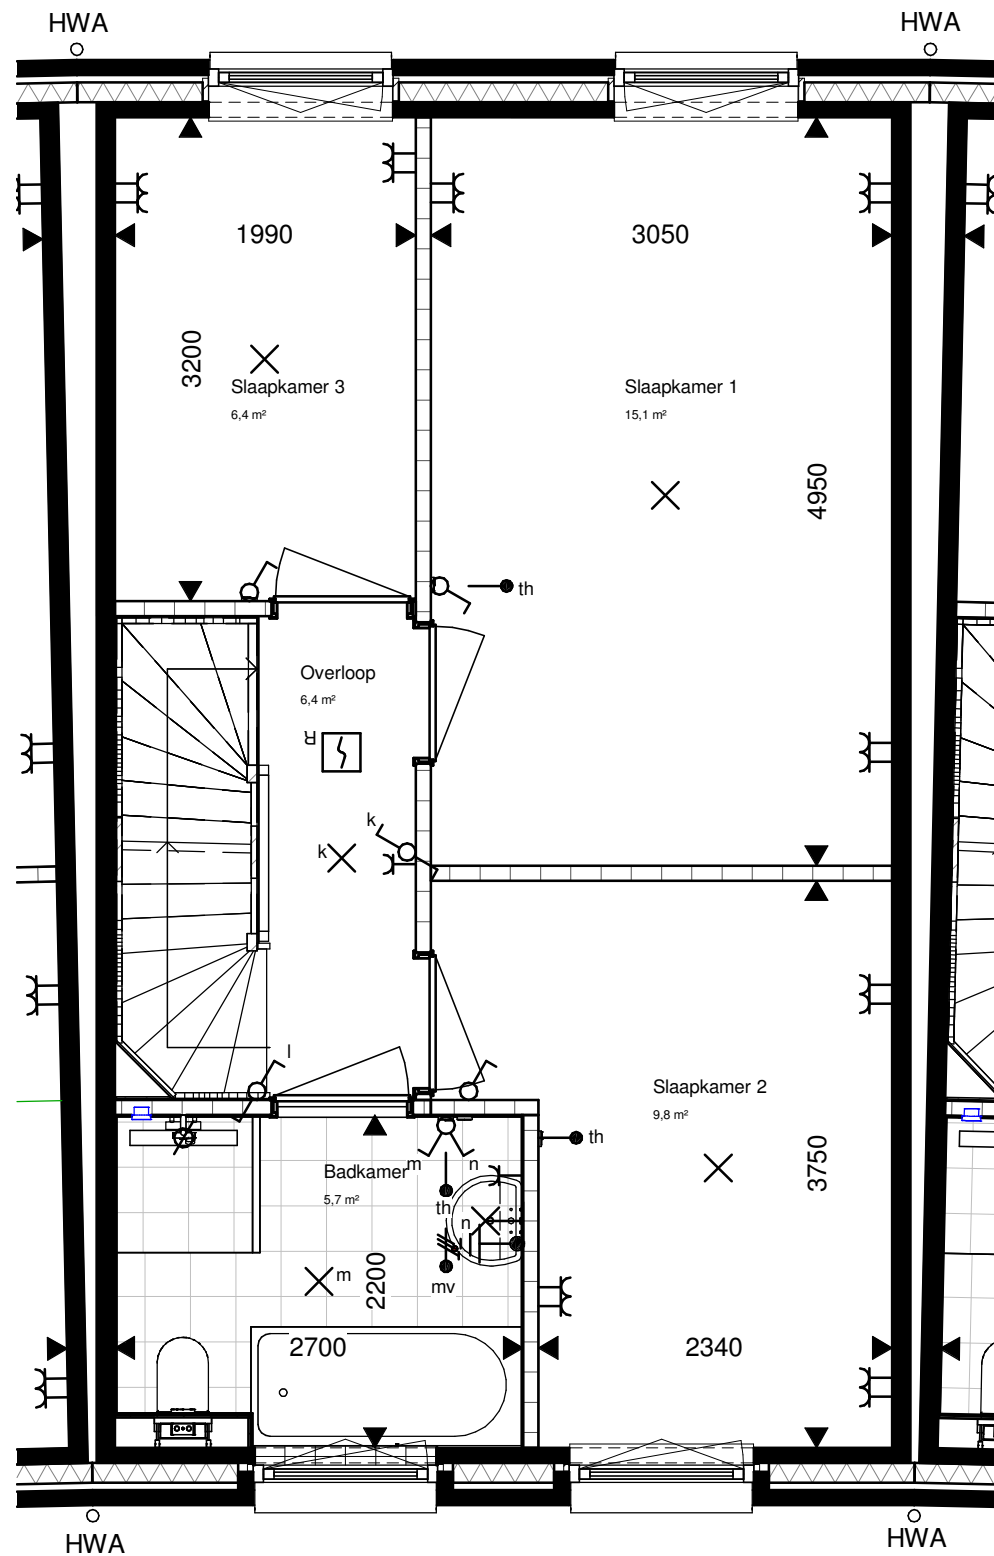 HWA
HWA
1990
3050
3200
Slaapkamer 3
6,4 m²
Slaapkamer 1
15,1 m²
4950
th
Overloop
6,4 m²
R
k
k
l
Slaapkamer 2
9,8 m²
th
m
n
Badkamer
5,7 m²
3750
th
n
m
2200
mv
2700
2340
HWA
HWA